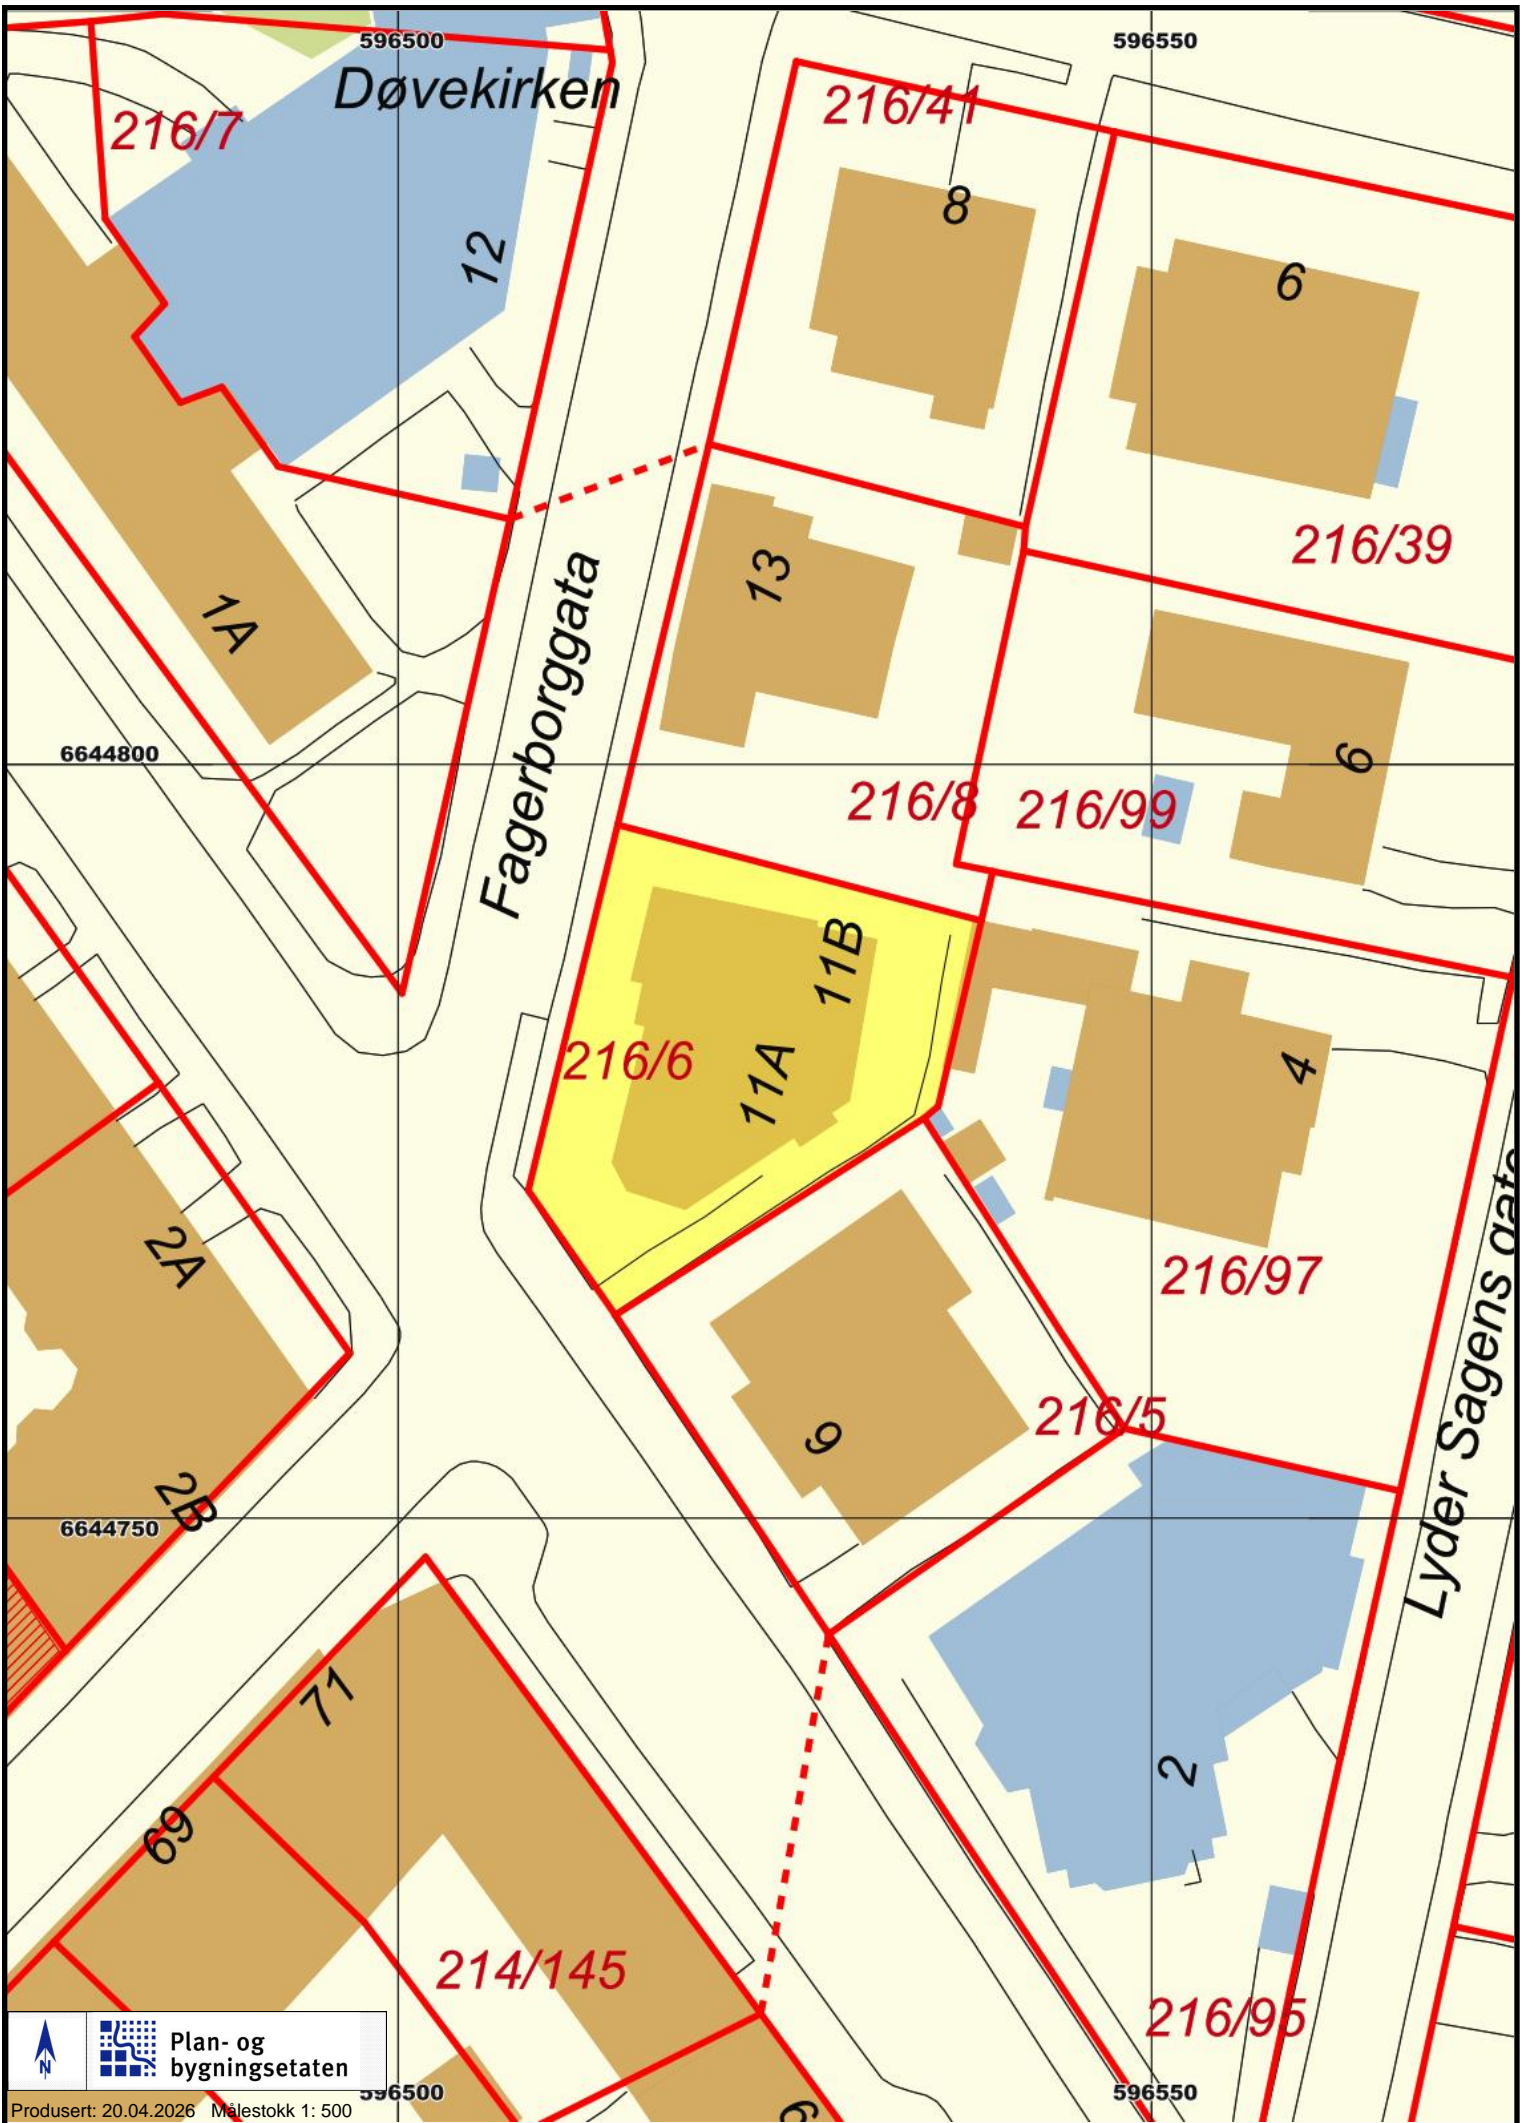 596500
596550
Døvekirken
216/41
216/7
8
12
6
216/39
13
1A
Fagerborggata
6644800
6
216/8
216/99
11B
216/6
11A
4
2A
216/97
Lyder Sagens gate
216/5
9
2B
6644750
71
2
69
214/145
216/95
Plan- og
bygningsetaten
N
596500
596550
Produsert: 20.04.2026 Målestokk 1: 500